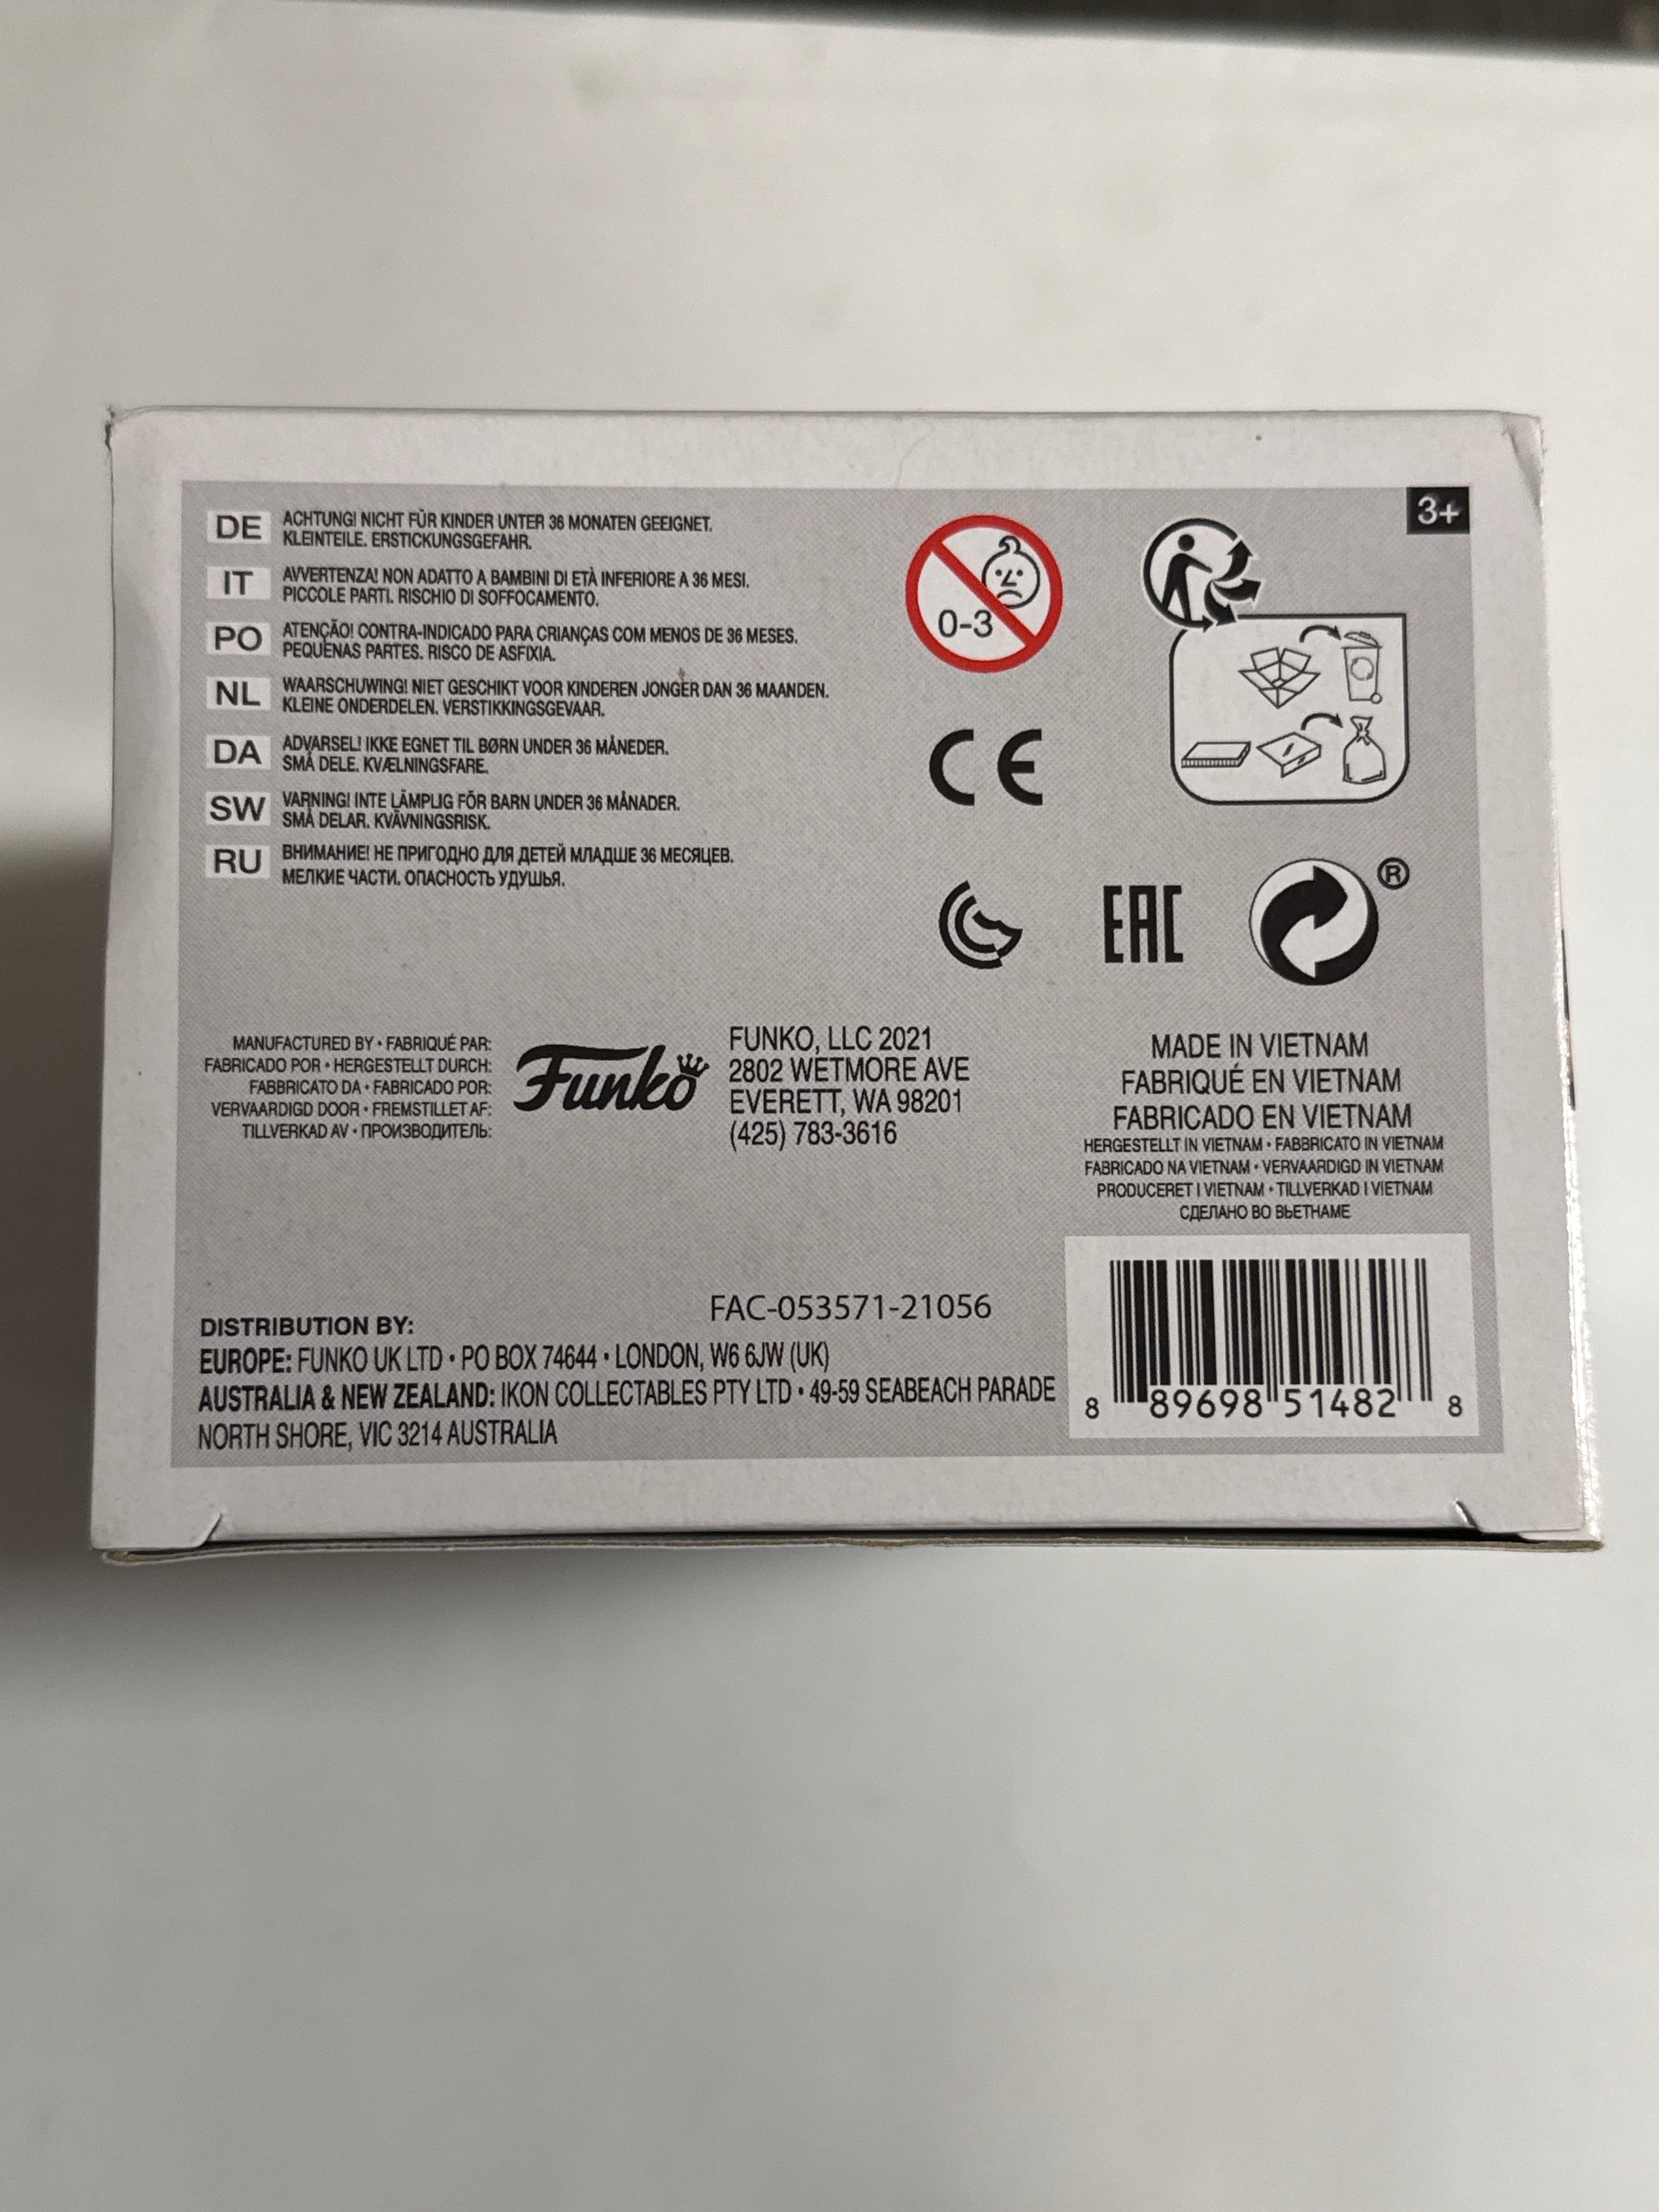 3+
DE
ACHTUNG! NICHT FÜR KINDER UNTER 36 MONATEN GEEIGNET.
KLEINTEILE. ERSTICKUNGSGEFAHR.
IT
AVVERTENZA! NON ADATTO A BAMBINI DI ETÀ INFERIORE A 36 MESI.
PICCOLE PARTI. RISCHIO DI SOFFOCAMENTO.
PO
ATENÇÃO! CONTRA-INDICADO PARA CRIANÇAS COM MENOS DE 36 MESES.
PEQUENAS PARTES. RISCO DE ASFIXIA.
NL
WAARSCHUWING! NIET GESCHIKT VOOR KINDEREN JONGER DAN 36 MAANDEN.
KLEINE ONDERDELEN. VERSTIKKINGSGEVAAR.
DA
ADVARSEL! IKKE EGNET TIL BØRN UNDER 36 MÅNEDER.
SMÅ DELE. KVÆLNINGSFARE.
SW
VARNING! INTE LÄMPLIG FÖR BARN UNDER 36 MÅNADER.
SMÅ DELAR. KVÄVNINGSRISK.
RU
ВНИМАНИЕ! НЕ ПРИГОДНО ДЛЯ ДЕТЕЙ МЛАДШЕ 36 МЕСЯЦЕВ.
МЕЛКИЕ ЧАСТИ. ОПАСНОСТЬ УДУШЬЯ.
0-3
CE
EAC
®
MANUFACTURED BY • FABRIQUÉ PAR:
FABRICADO POR • HERGESTELLT DURCH:
FABBRICATO DA • FABRICADO POR:
VERVAARDIGD DOOR • FREMSTILLET AF:
TILLVERKAD AV • ПРОИЗВОДИТЕЛЬ:
Funko
FUNKO, LLC 2021
2802 WETMORE AVE
EVERETT, WA 98201
(425) 783-3616
MADE IN VIETNAM
FABRIQUÉ EN VIETNAM
FABRICADO EN VIETNAM
HERGESTELLT IN VIETNAM • FABBRICATO IN VIETNAM
FABRICADO NA VIETNAM • VERVAARDIGD IN VIETNAM
PRODUCERET I VIETNAM • TILLVERKAD I VIETNAM
СДЕЛАНО ВО ВЬЕТНАМЕ
FAC-053571-21056
DISTRIBUTION BY:
EUROPE: FUNKO UK LTD • PO BOX 74644 • LONDON, W6 6JW (UK)
AUSTRALIA & NEW ZEALAND: IKON COLLECTABLES PTY LTD • 49-59 SEABEACH PARADE
NORTH SHORE, VIC 3214 AUSTRALIA
8 89698 51482 8